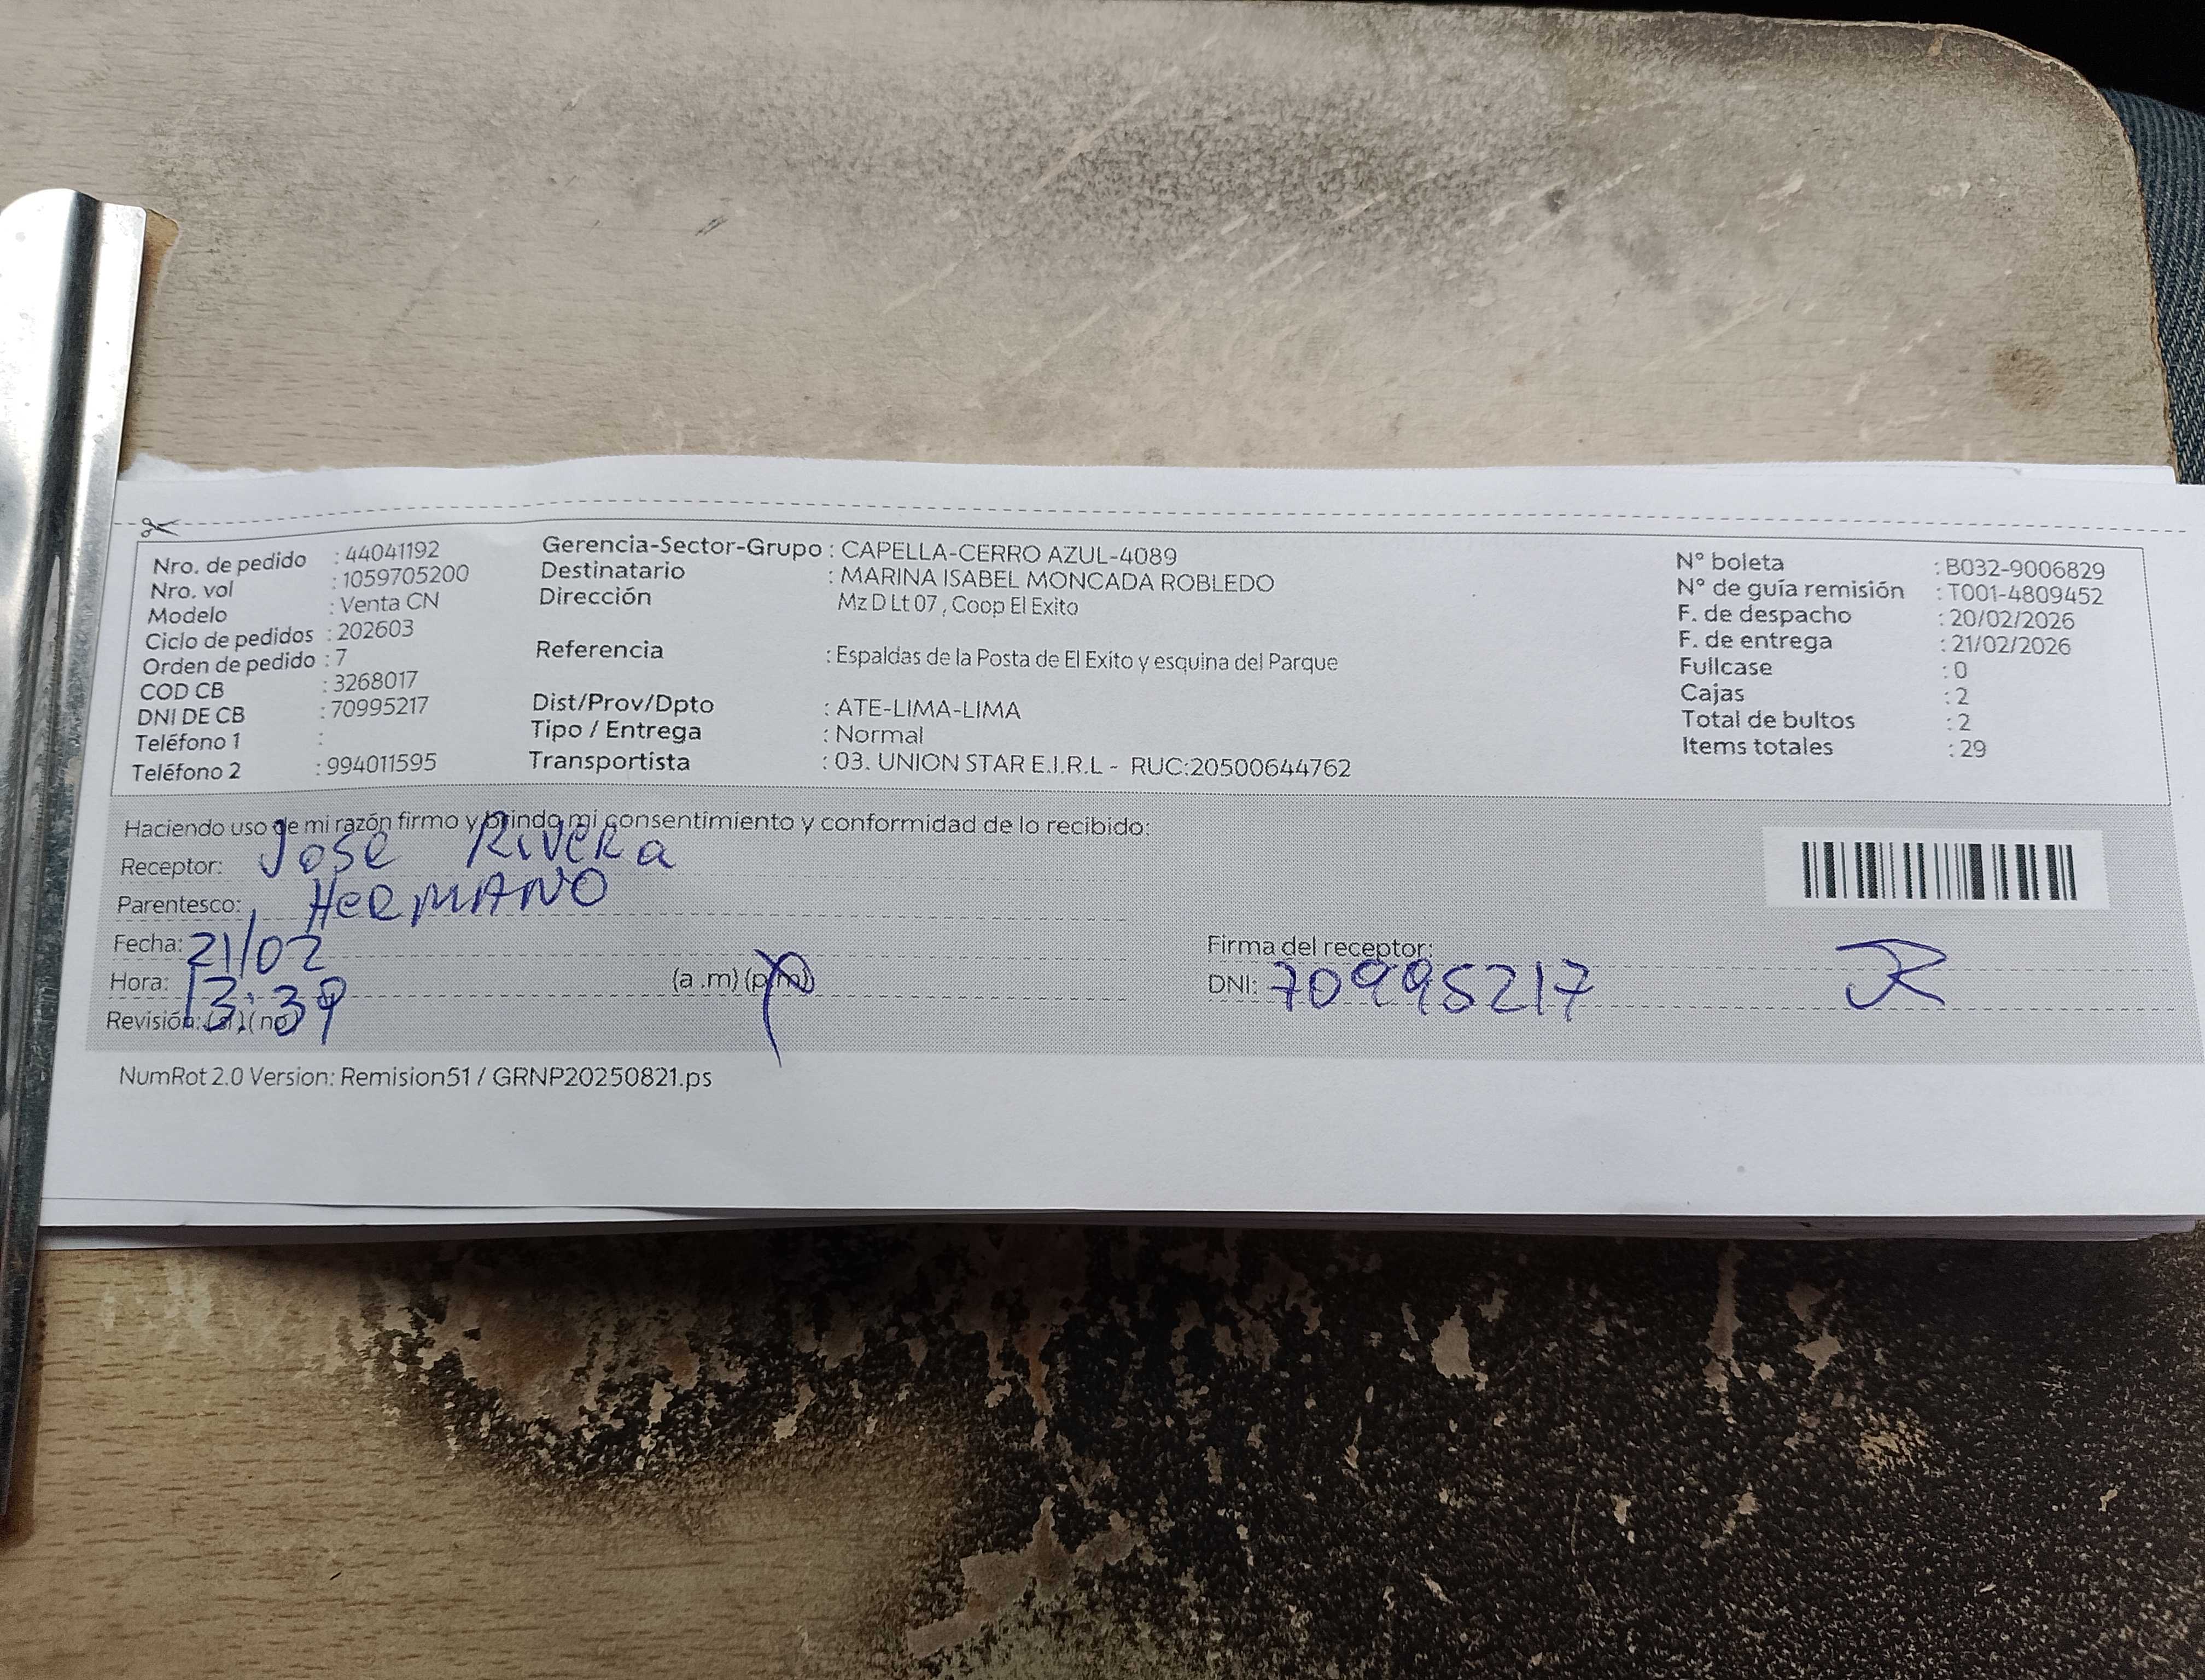 Nro. de pedido : 44041192
Nro. vol : 1059705200
Modelo : Venta CN
Ciclo de pedidos : 202603
Orden de pedido : 7
COD CB : 3268017
DNI DE CB : 70995217
Teléfono 1 :
Teléfono 2 : 994011595
Gerencia-Sector-Grupo : CAPELLA-CERRO AZUL-4089
Destinatario : MARINA ISABEL MONCADA ROBLEDO
Dirección Mz D Lt 07 , Coop El Exito
Referencia : Espaldas de la Posta de El Exito y esquina del Parque
Dist/Prov/Dpto : ATE-LIMA-LIMA
Tipo / Entrega : Normal
Transportista : 03. UNION STAR E.I.R.L - RUC:20500644762
N° boleta : B032-9006829
N° de guía remisión : T001-4809452
F. de despacho : 20/02/2026
F. de entrega : 21/02/2026
Fullcase : 0
Cajas : 2
Total de bultos : 2
Items totales : 29
Haciendo uso de mi razón firmo y brindo mi consentimiento y conformidad de lo recibido:
Receptor: Jose Rivera
Parentesco: HERMANO
Fecha: 21/02
Hora: 13:39 (a .m) (p.m)
Revisión: (si) (no)
Firma del receptor: JR
DNI: 70995217
NumRot 2.0 Version: Remision51 / GRNP20250821.ps